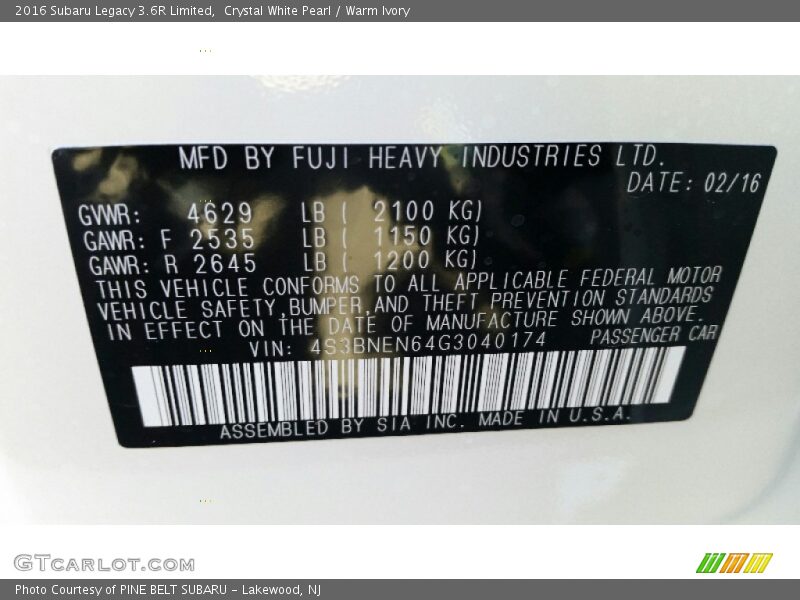 2016 Subaru Legacy 3.6R Limited,  Crystal White Pearl / Warm Ivory
MFD BY FUJI HEAVY INDUSTRIES LTD.
DATE: 02/16
GVWR: 4629 LB ( 2100 KG)
GAWR: F 2535 LB ( 1150 KG)
GAWR: R 2645 LB ( 1200 KG)
THIS VEHICLE CONFORMS TO ALL APPLICABLE FEDERAL MOTOR
VEHICLE SAFETY,BUMPER,AND THEFT PREVENTION STANDARDS
IN EFFECT ON THE DATE OF MANUFACTURE SHOWN ABOVE.
VIN: 4S3BNEN64G3040174 PASSENGER CAR
ASSEMBLED BY SIA INC. MADE IN U.S.A.
GTCARLOT.COM
Photo Courtesy of PINE BELT SUBARU - Lakewood, NJ